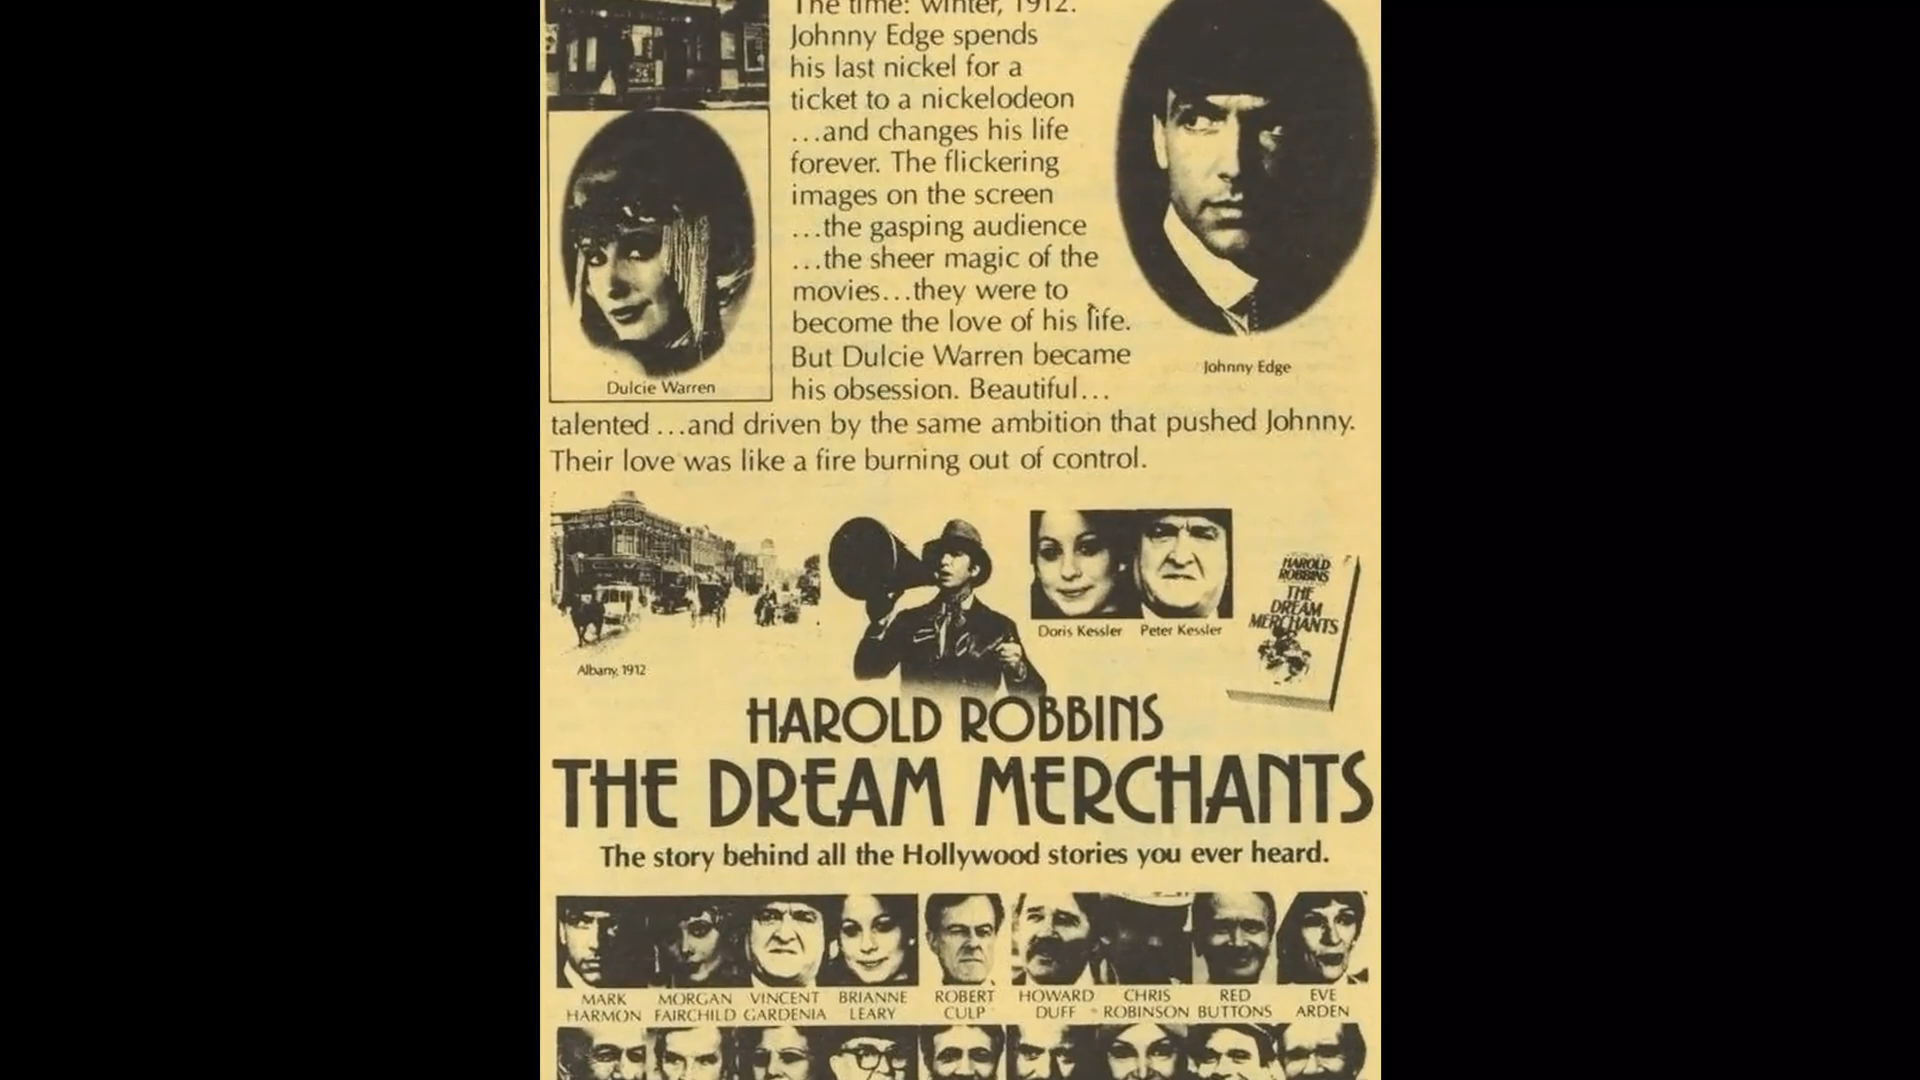 The time: winter, 1912.
Johnny Edge spends
his last nickel for a
ticket to a nickelodeon
...and changes his life
forever. The flickering
images on the screen
...the gasping audience
...the sheer magic of the
movies...they were to
become the love of his life.
But Dulcie Warren became
his obsession. Beautiful...
talented...and driven by the same ambition that pushed Johnny.
Their love was like a fire burning out of control.
Dulcie Warren
Johnny Edge
Albany, 1912
Doris Kessler
Peter Kessler
HAROLD
ROBBINS
THE
DREAM
MERCHANTS
HAROLD ROBBINS
THE DREAM MERCHANTS
The story behind all the Hollywood stories you ever heard.
MARK HARMON
MORGAN FAIRCHILD
VINCENT GARDENIA
BRIANNE LEARY
ROBERT CULP
HOWARD DUFF
CHRIS ROBINSON
RED BUTTONS
EVE ARDEN